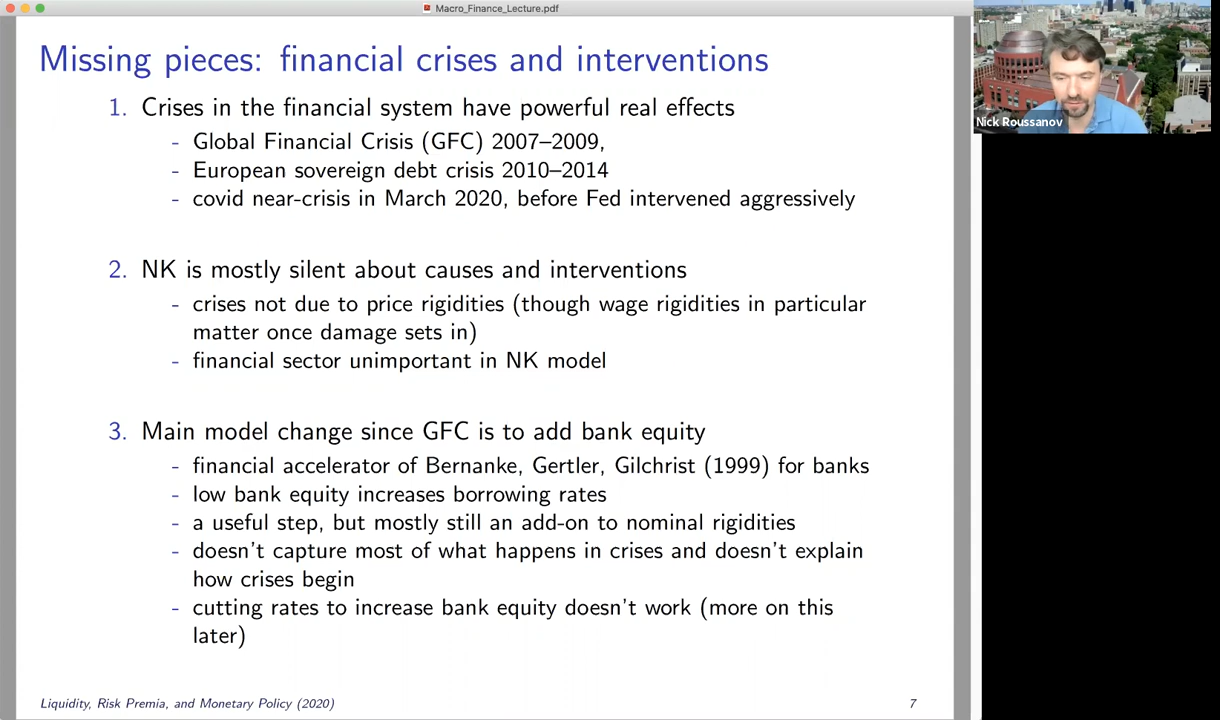 Macro_Finance_Lecture.pdf
Missing pieces: financial crises and interventions
1. Crises in the financial system have powerful real effects
- Global Financial Crisis (GFC) 2007–2009,
- European sovereign debt crisis 2010–2014
- covid near-crisis in March 2020, before Fed intervened aggressively
2. NK is mostly silent about causes and interventions
- crises not due to price rigidities (though wage rigidities in particular
matter once damage sets in)
- financial sector unimportant in NK model
3. Main model change since GFC is to add bank equity
- financial accelerator of Bernanke, Gertler, Gilchrist (1999) for banks
- low bank equity increases borrowing rates
- a useful step, but mostly still an add-on to nominal rigidities
- doesn't capture most of what happens in crises and doesn't explain
how crises begin
- cutting rates to increase bank equity doesn't work (more on this
later)
Liquidity, Risk Premia, and Monetary Policy (2020)
7
Nick Roussanov